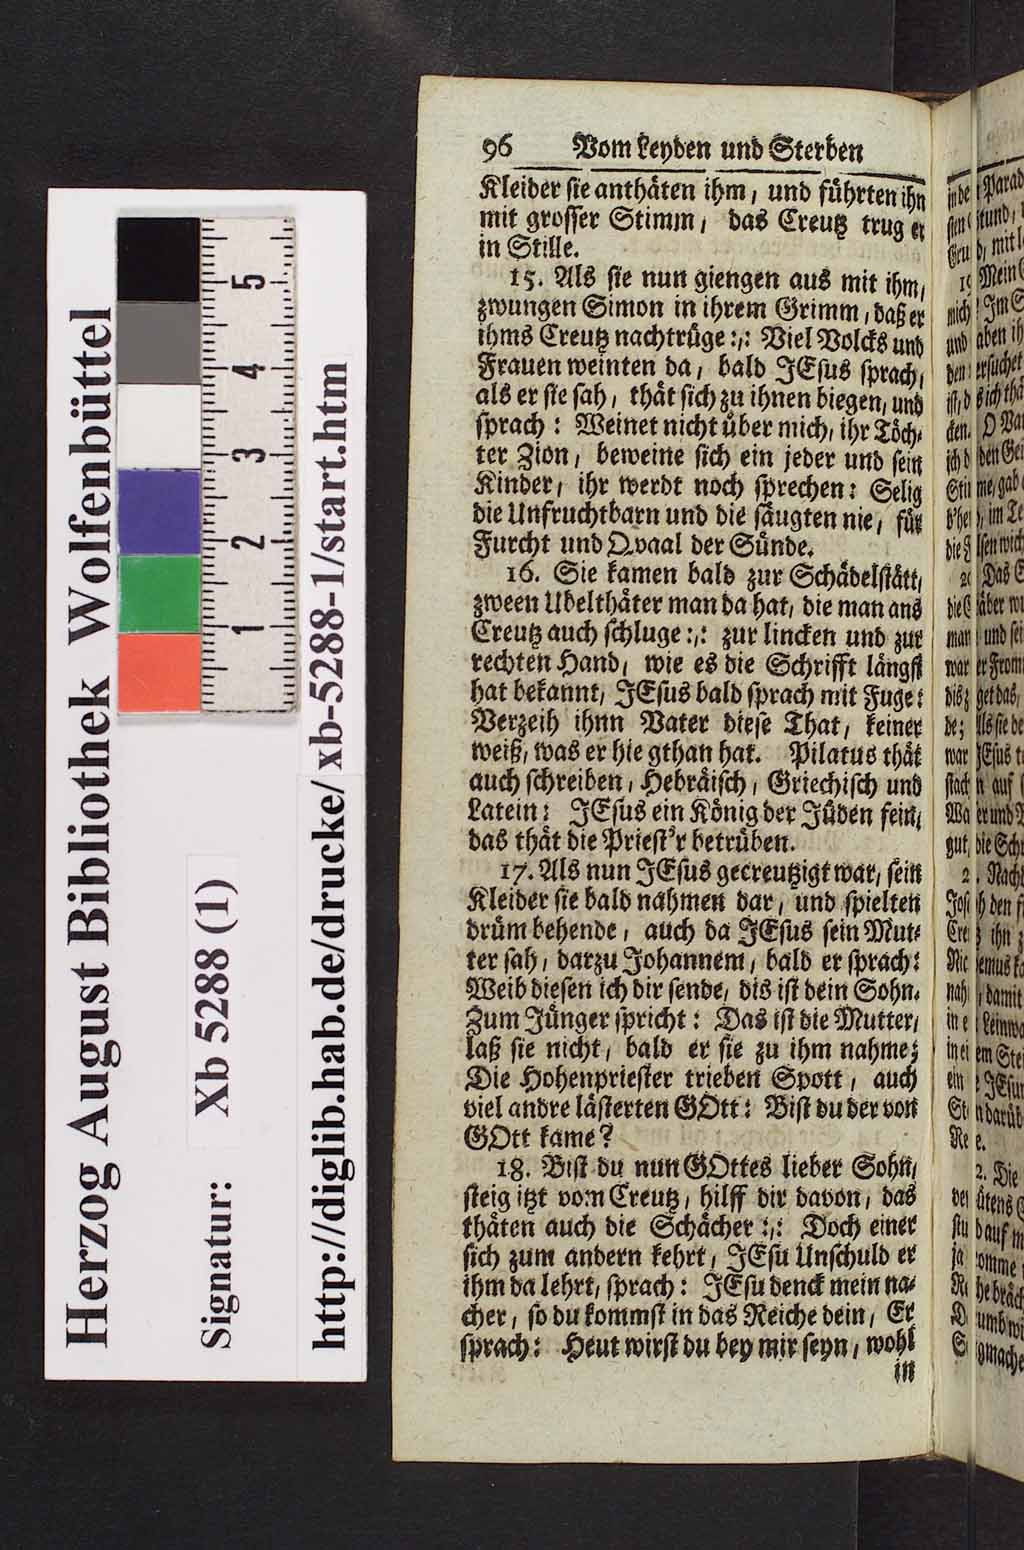 Herzog August Bibliothek Wolfenbüttel
Signatur: Xb 5288 (1)
http://diglib.hab.de/drucke/xb-5288-1/start.htm
1 2 3 4 5
96 Vom Leyden und Sterben
Kleider sie anthäten ihm, und führten ihn
mit grosser Stimm, das Creutz trug er
in Stille.
15. Als sie nun giengen aus mit ihm,
zwungen Simon in ihrem Grimm, daß er
ihms Creutz nachtrüge :,: Viel Volcks und
Frauen weinten da, bald JEsus sprach,
als er sie sah, thät sich zu ihnen biegen, und
sprach: Weinet nicht über mich, ihr Töch-
ter Zion, beweine sich ein jeder und sein
Kinder, ihr werdt noch sprechen: Selig
die Unfruchtbarn und die säugten nie, für
Furcht und Qvaal der Sünde.
16. Sie kamen bald zur Schädelstätt,
zween Ubelthäter man da hat, die man ans
Creutz auch schluge :,: zur lincken und zur
rechten Hand, wie es die Schrifft längst
hat bekannt, JEsus bald sprach mit Fuge:
Verzeih ihnn Vater diese That, keiner
weiß, was er hie gthan hat. Pilatus thät
auch schreiben, Hebräisch, Griechisch und
Latein: JEsus ein König der Jüden fein,
das thät die Priest'r betrüben.
17. Als nun JEsus gecreutzigt war, sein
Kleider sie bald nahmen dar, und spielten
drüm behende, auch da JEsus sein Mut-
ter sah, darzu Johannem, bald er sprach:
Weib diesen ich dir sende, dis ist dein Sohn.
Zum Jünger spricht: Das ist die Mutter,
laß sie nicht, bald er sie zu ihm nahme;
Die Hohenpriester trieben Spott, auch
viel andre lästerten GOtt: Bist du der von
GOtt kame?
18. Bist du nun GOttes lieber Sohn,
steig itzt vom Creutz, hilff dir davon, das
thäten auch die Schächer :,: Doch einer
sich zum andern kehrt, JEsu Unschuld er
ihm da lehrt, sprach: JEsu denck mein na-
cher, so du kommst in das Reiche dein, Er
sprach: Heut wirst du bey mir seyn, wohl
in